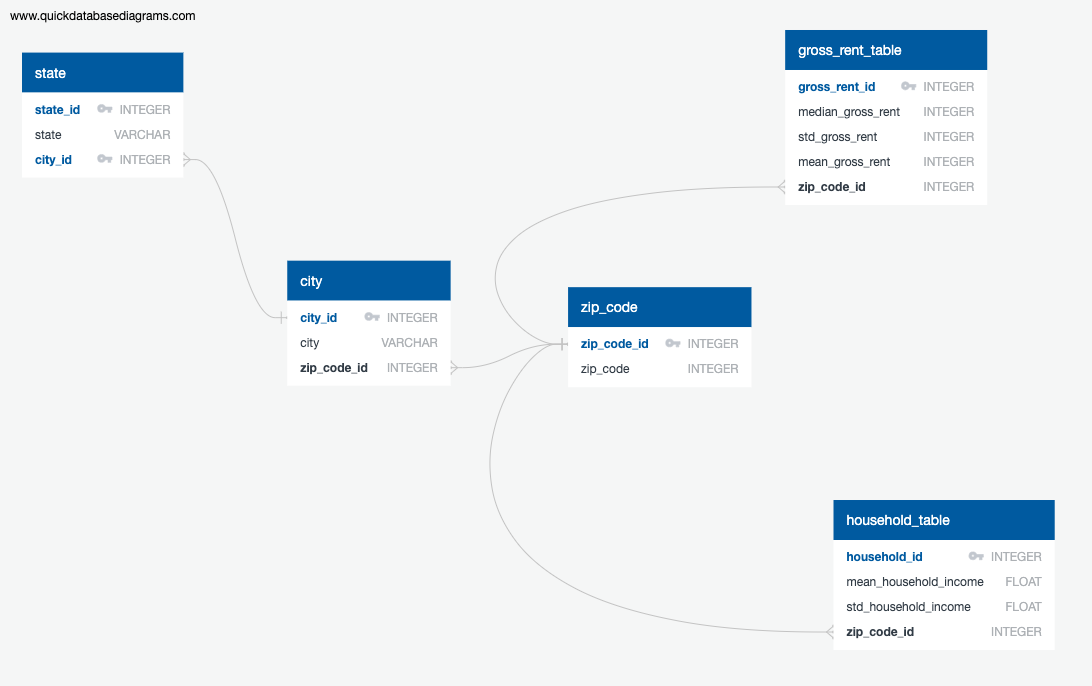 www.quickdatabasediagrams.com
state
state_id INTEGER
state VARCHAR
city_id INTEGER
city
city_id INTEGER
city VARCHAR
zip_code_id INTEGER
zip_code
zip_code_id INTEGER
zip_code INTEGER
gross_rent_table
gross_rent_id INTEGER
median_gross_rent INTEGER
std_gross_rent INTEGER
mean_gross_rent INTEGER
zip_code_id INTEGER
household_table
household_id INTEGER
mean_household_income FLOAT
std_household_income FLOAT
zip_code_id INTEGER